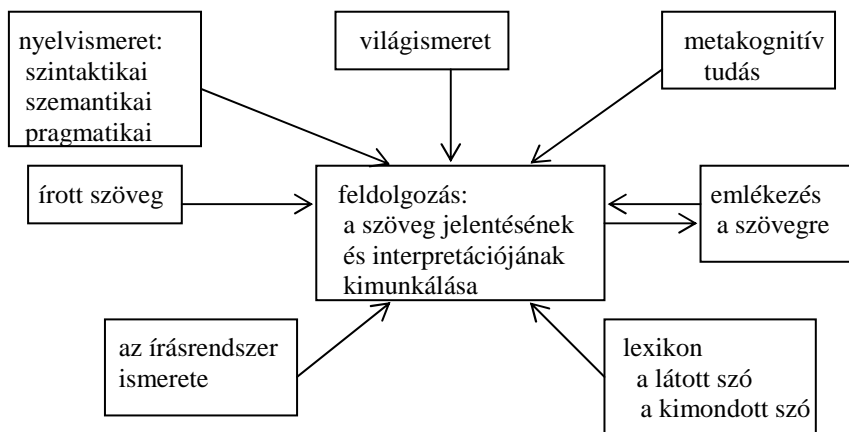 nyelvismeret:
szintaktikai
szemantikai
pragmatikai
világismeret
metakognitív
tudás
írott szöveg
feldolgozás:
a szöveg jelentésének
és interpretációjának
kimunkálása
emlékezés
a szövegre
az írásrendszer
ismerete
lexikon
a látott szó
a kimondott szó